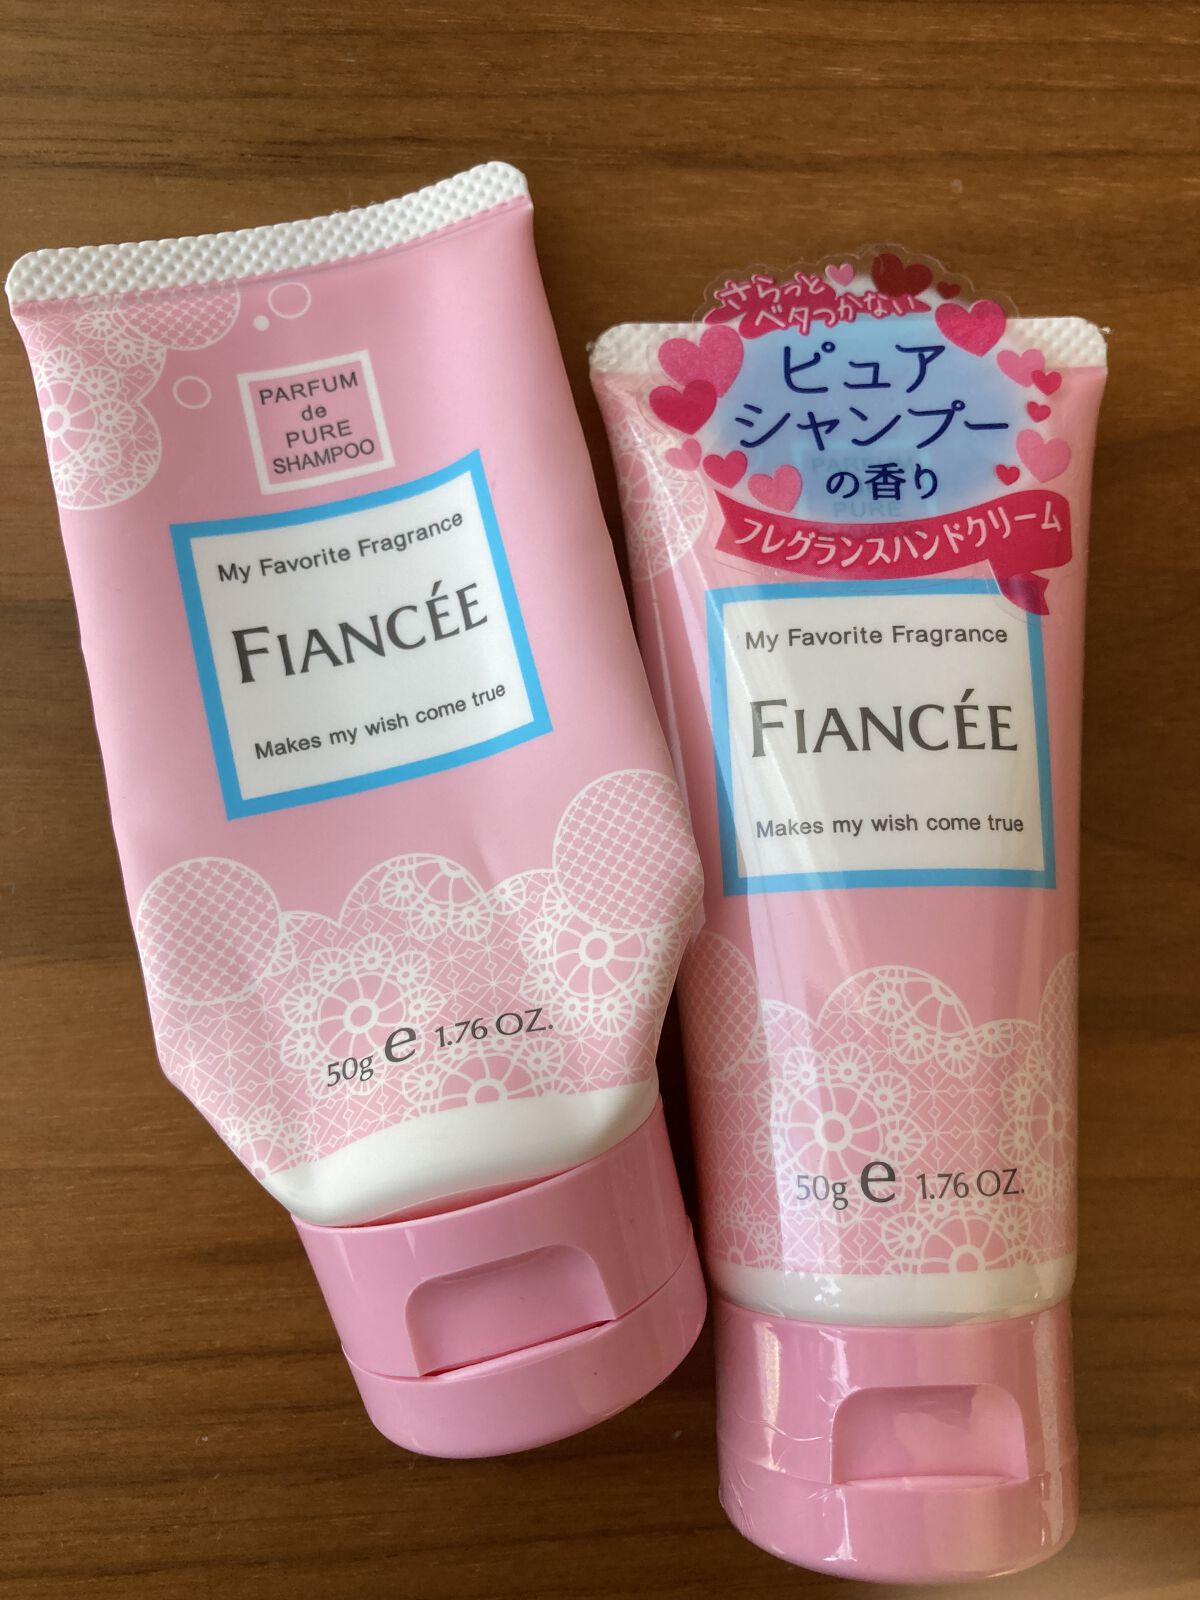 PARFUM
de
PURE
SHAMPOO
My Favorite Fragrance
FIANCÉE
Makes my wish come true
50g e 1.76 OZ.
さらっと
ベタつかない
ピュア
シャンプー
の香り
フレグランスハンドクリーム
PURE
My Favorite Fragrance
FIANCÉE
Makes my wish come true
50g e 1.76 OZ.